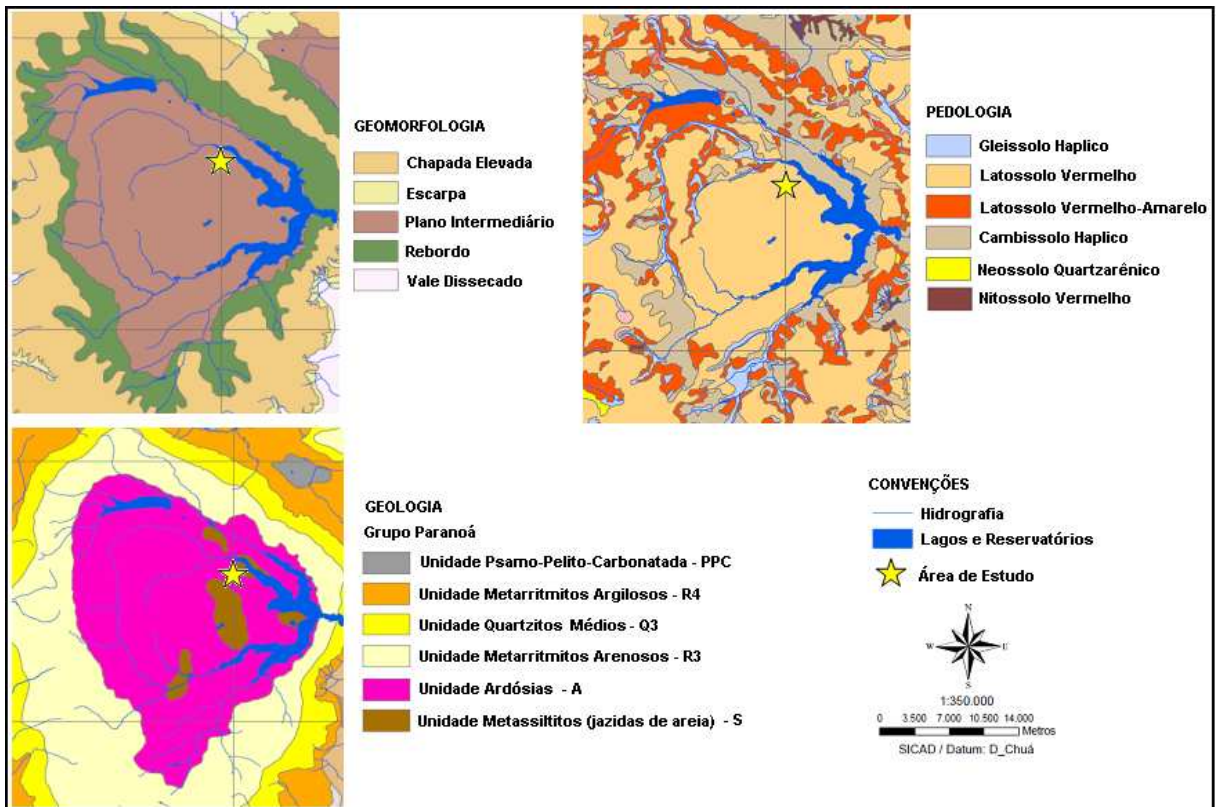 GEOMORFOLOGIA
Chapada Elevada
Escarpa
Plano Intermediário
Rebordo
Vale Dissecado
PEDOLOGIA
Gleissolo Haplico
Latossolo Vermelho
Latossolo Vermelho-Amarelo
Cambissolo Haplico
Neossolo Quartzarênico
Nitossolo Vermelho
GEOLOGIA
Grupo Paranoá
Unidade Psamo-Pelito-Carbonatada - PPC
Unidade Metarritmitos Argilosos - R4
Unidade Quartzitos Médios - Q3
Unidade Metarritmitos Arenosos - R3
Unidade Ardósias - A
Unidade Metassiltitos (jazidas de areia) - S
CONVENÇÕES
Hidrografia
Lagos e Reservatórios
Área de Estudo
N
W
S
1:350.000
0 3.500 7.000 10.500 14.000
Metros
SICAD / Datum: D_Chuá